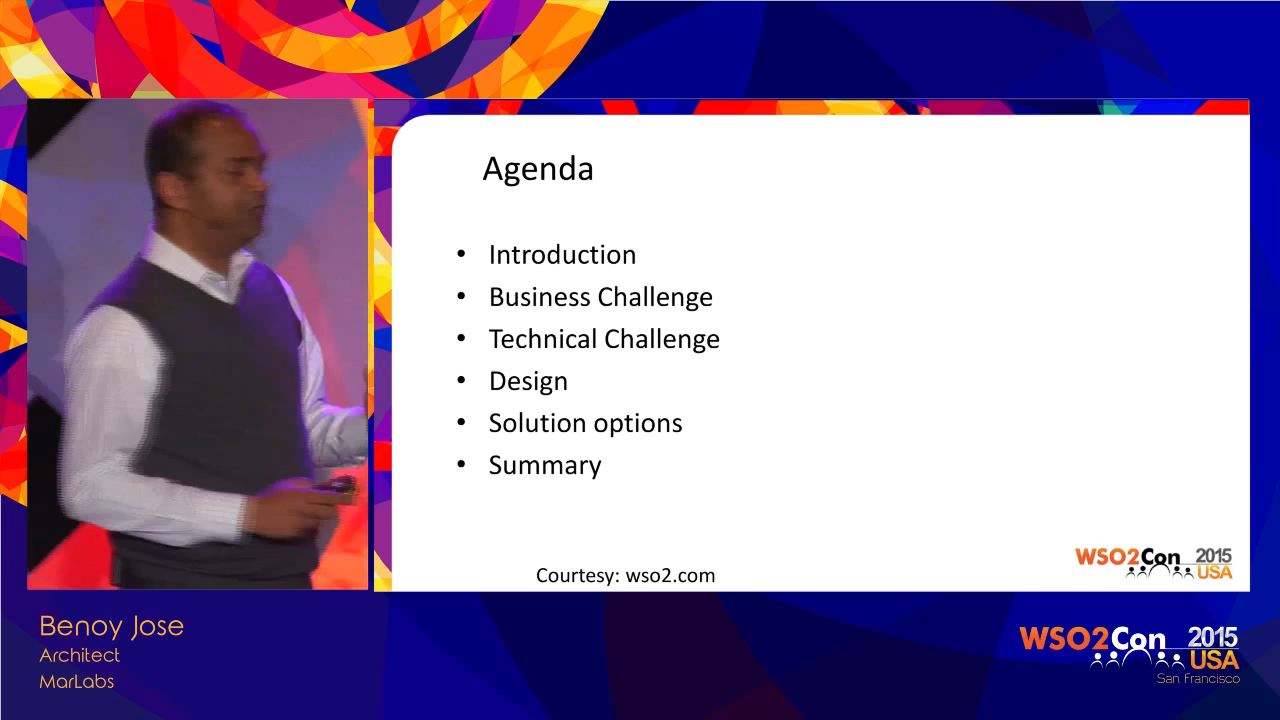 Agenda
• Introduction
• Business Challenge
• Technical Challenge
• Design
• Solution options
• Summary
Courtesy: wso2.com
WSO2Con 2015
USA
Benoy Jose
Architect
MarLabs
WSO2Con 2015
USA
San Francisco